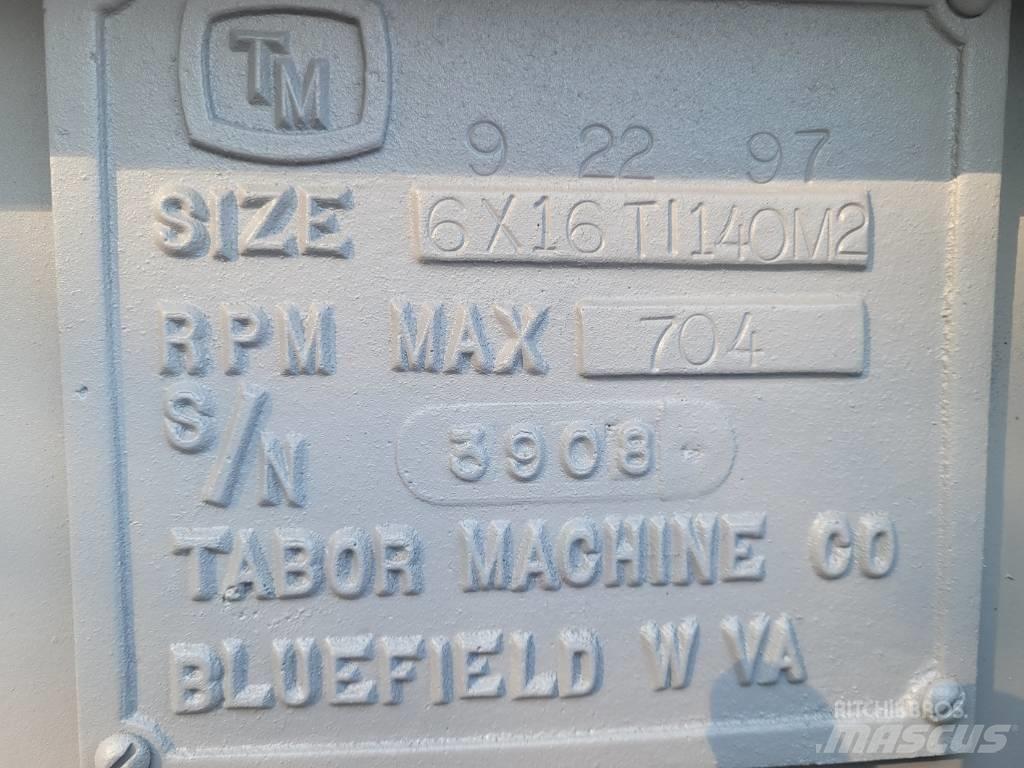 TM
9 22 97
SIZE 6X16 TI140M2
RPM MAX 704
S/N 3908
TABOR MACHINE CO
BLUEFIELD W VA
RITCHIE BROS.
MASCUS